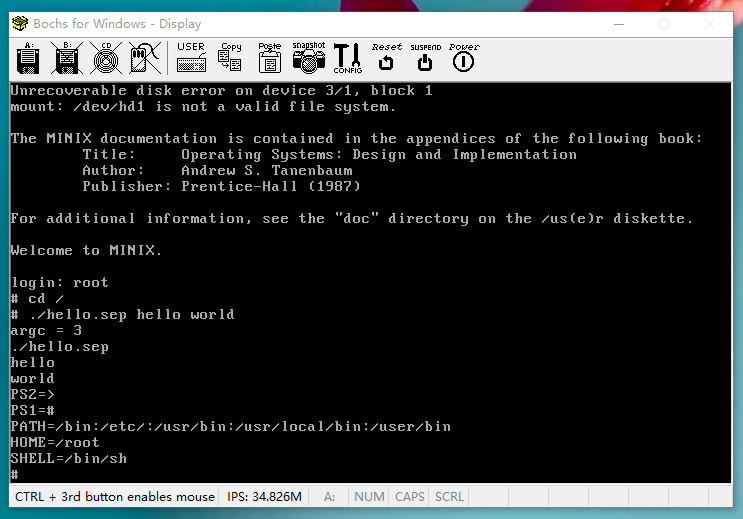 Bochs for Windows - Display
A: B: CD USER Copy Paste snapshot CONFIG Reset SUSPEND Power
Unrecoverable disk error on device 3/1, block 1
mount: /dev/hd1 is not a valid file system.
The MINIX documentation is contained in the appendices of the following book:
Title: Operating Systems: Design and Implementation
Author: Andrew S. Tanenbaum
Publisher: Prentice-Hall (1987)
For additional information, see the "doc" directory on the /us(e)r diskette.
Welcome to MINIX.
login: root
# cd /
# ./hello.sep hello world
argc = 3
./hello.sep
hello
world
PS2=>
PS1=#
PATH=/bin:/etc/:/usr/bin:/usr/local/bin:/user/bin
HOME=/root
SHELL=/bin/sh
#
CTRL + 3rd button enables mouse IPS: 34.826M A: NUM CAPS SCRL